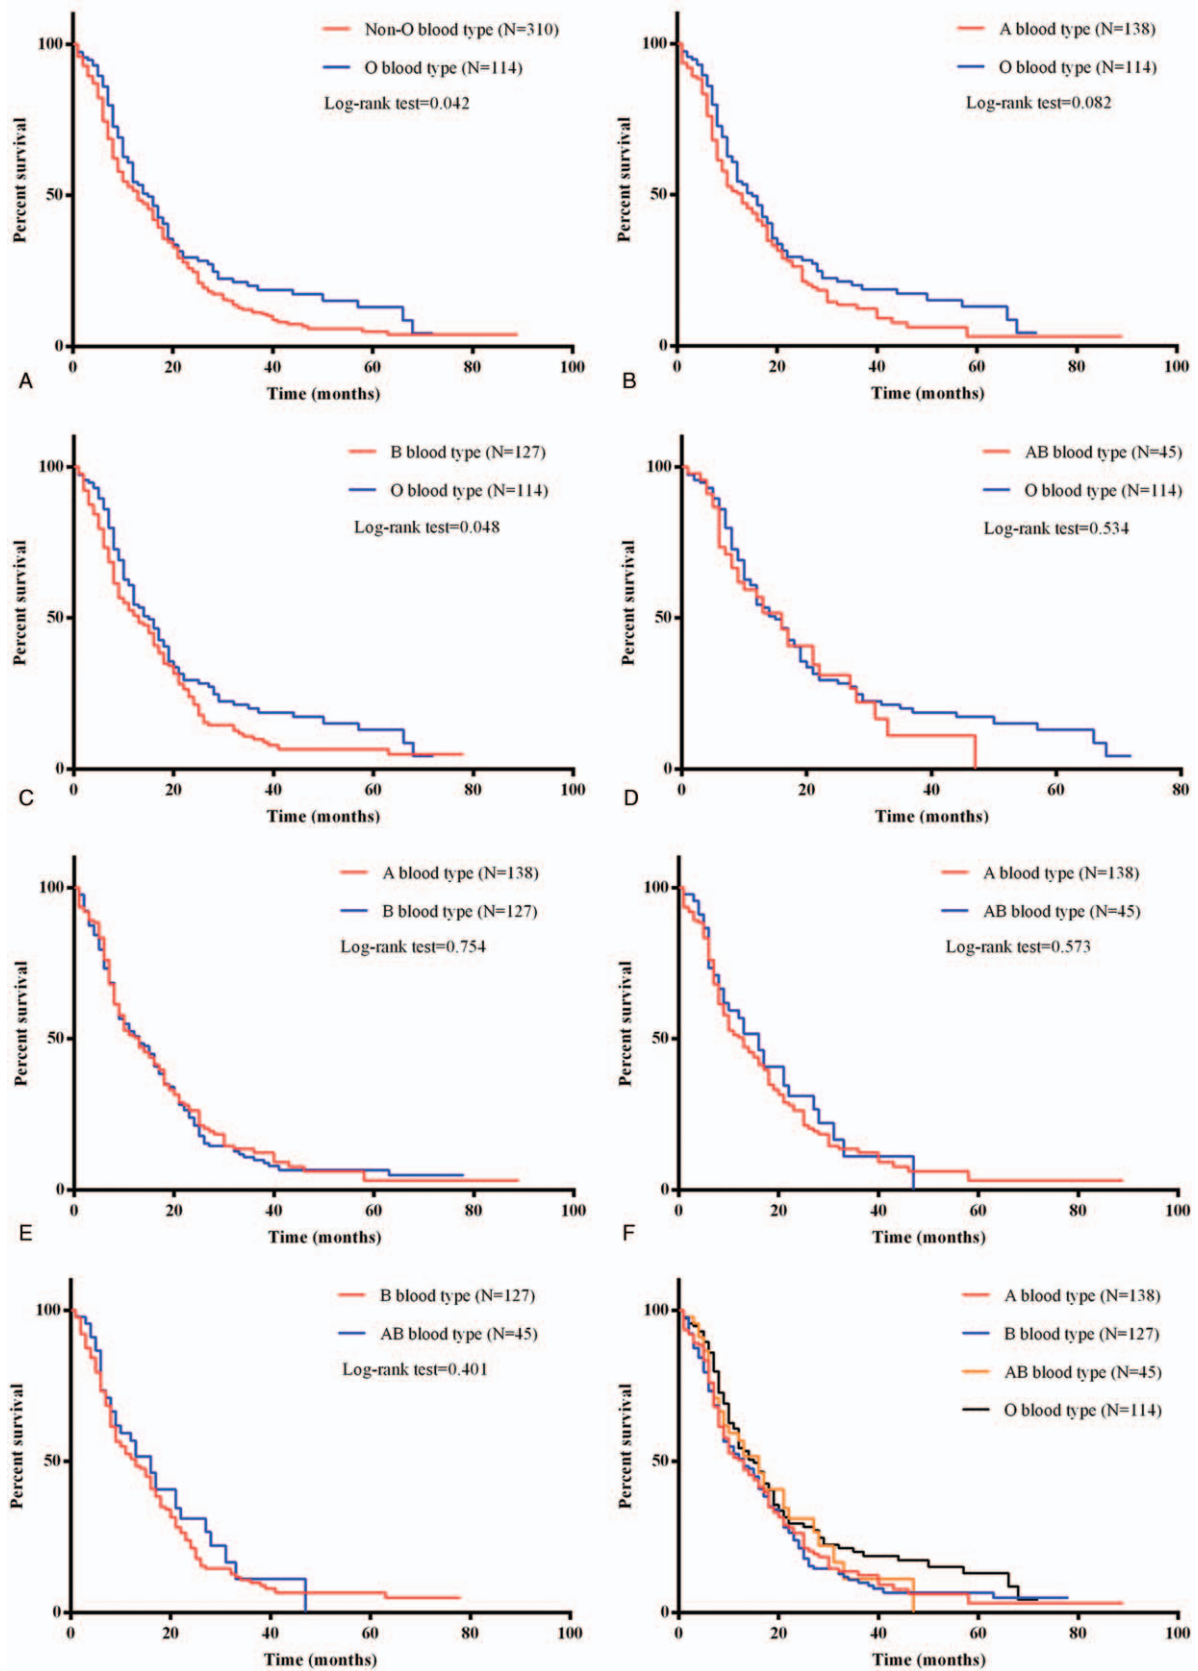 Non-O blood type (N=310)
O blood type (N=114)
Log-rank test=0.042
Percent survival
100
50
0
0 20 40 60 80 100
Time (months)
A
A blood type (N=138)
O blood type (N=114)
Log-rank test=0.082
Percent survival
100
50
0
0 20 40 60 80 100
Time (months)
B
B blood type (N=127)
O blood type (N=114)
Log-rank test=0.048
Percent survival
100
50
0
0 20 40 60 80 100
Time (months)
C
AB blood type (N=45)
O blood type (N=114)
Log-rank test=0.534
Percent survival
100
50
0
0 20 40 60 80
Time (months)
D
A blood type (N=138)
B blood type (N=127)
Log-rank test=0.754
Percent survival
100
50
0
0 20 40 60 80 100
Time (months)
E
A blood type (N=138)
AB blood type (N=45)
Log-rank test=0.573
Percent survival
100
50
0
0 20 40 60 80 100
Time (months)
F
B blood type (N=127)
AB blood type (N=45)
Log-rank test=0.401
Percent survival
100
50
0
0 20 40 60 80 100
Time (months)
A blood type (N=138)
B blood type (N=127)
AB blood type (N=45)
O blood type (N=114)
Percent survival
100
50
0
0 20 40 60 80 100
Time (months)